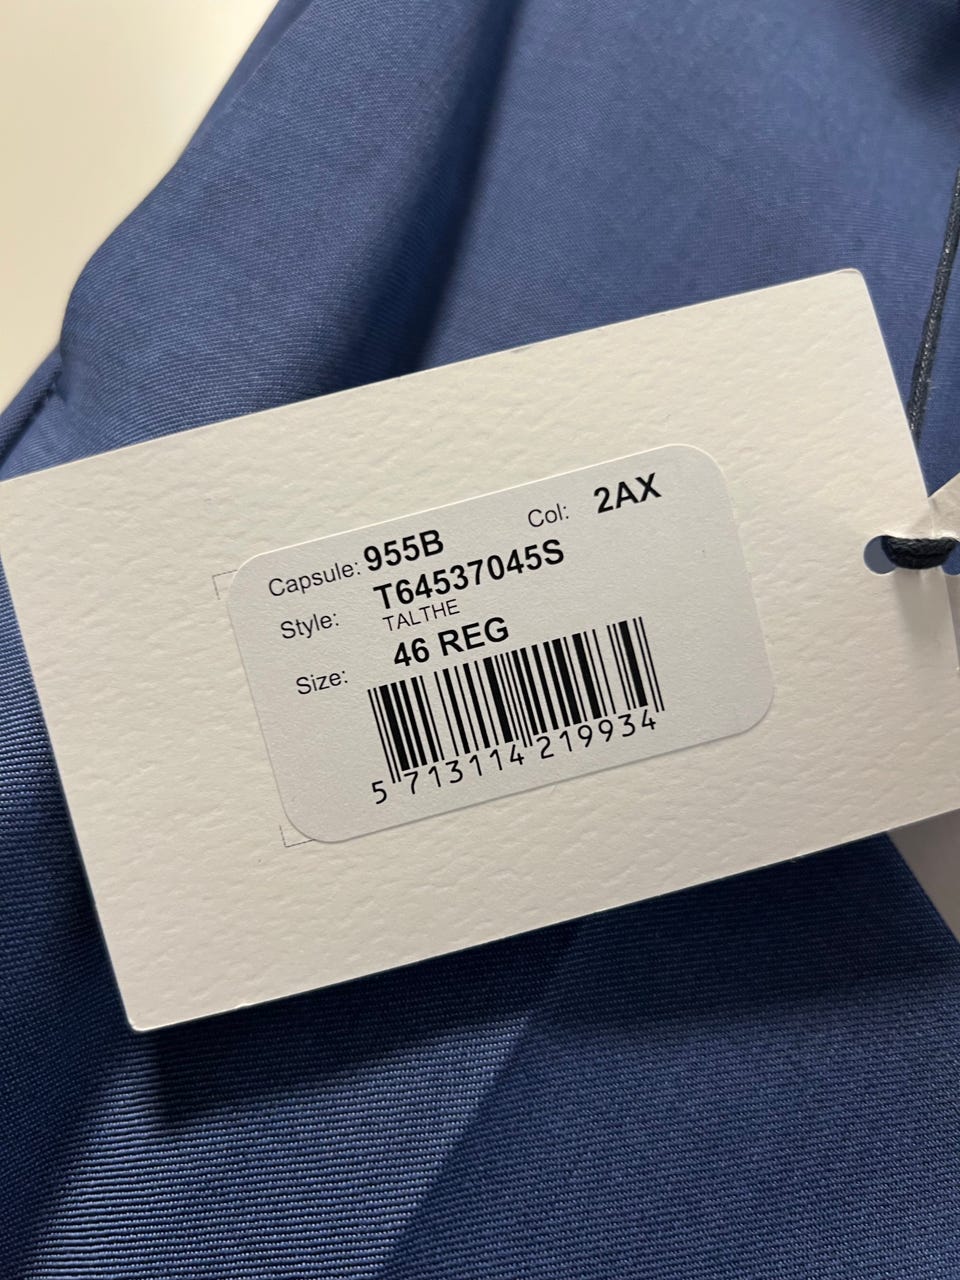 Capsule: 955B Col: 2AX
Style: T64537045S
TALTHE
Size: 46 REG
5 713114 219934